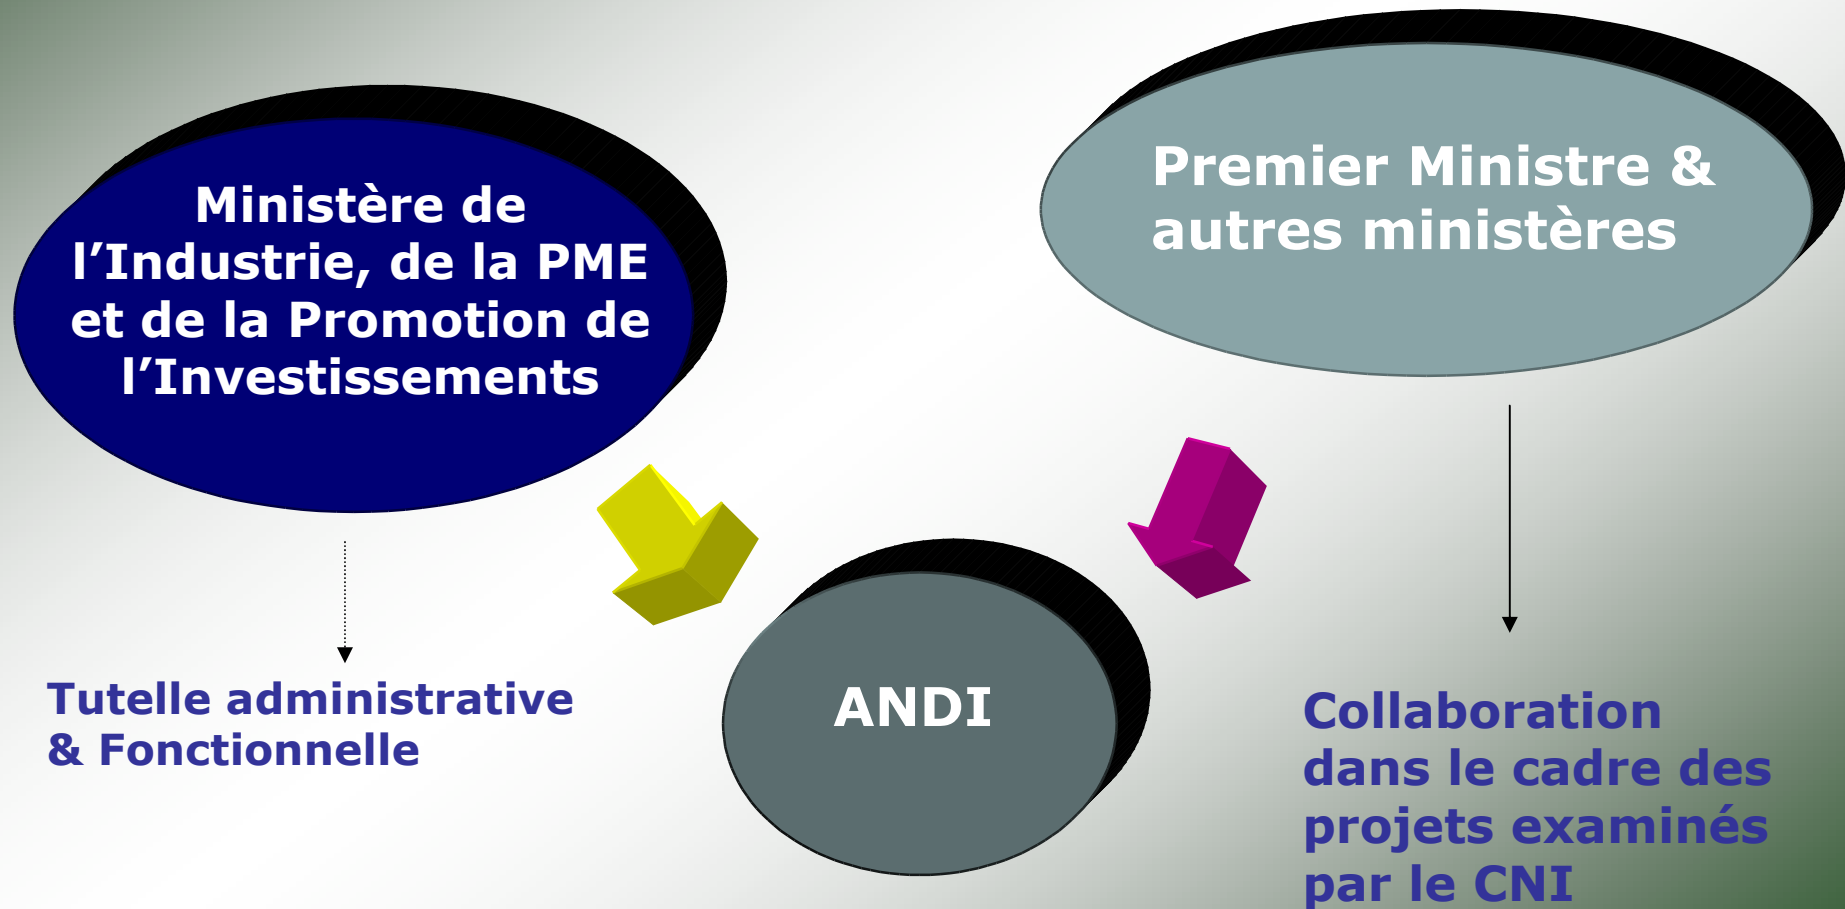 Ministère de
l’Industrie, de la PME
et de la Promotion de
l’Investissements
Premier Ministre &
autres ministères
Tutelle administrative
& Fonctionnelle
ANDI
Collaboration
dans le cadre des
projets examinés
par le CNI